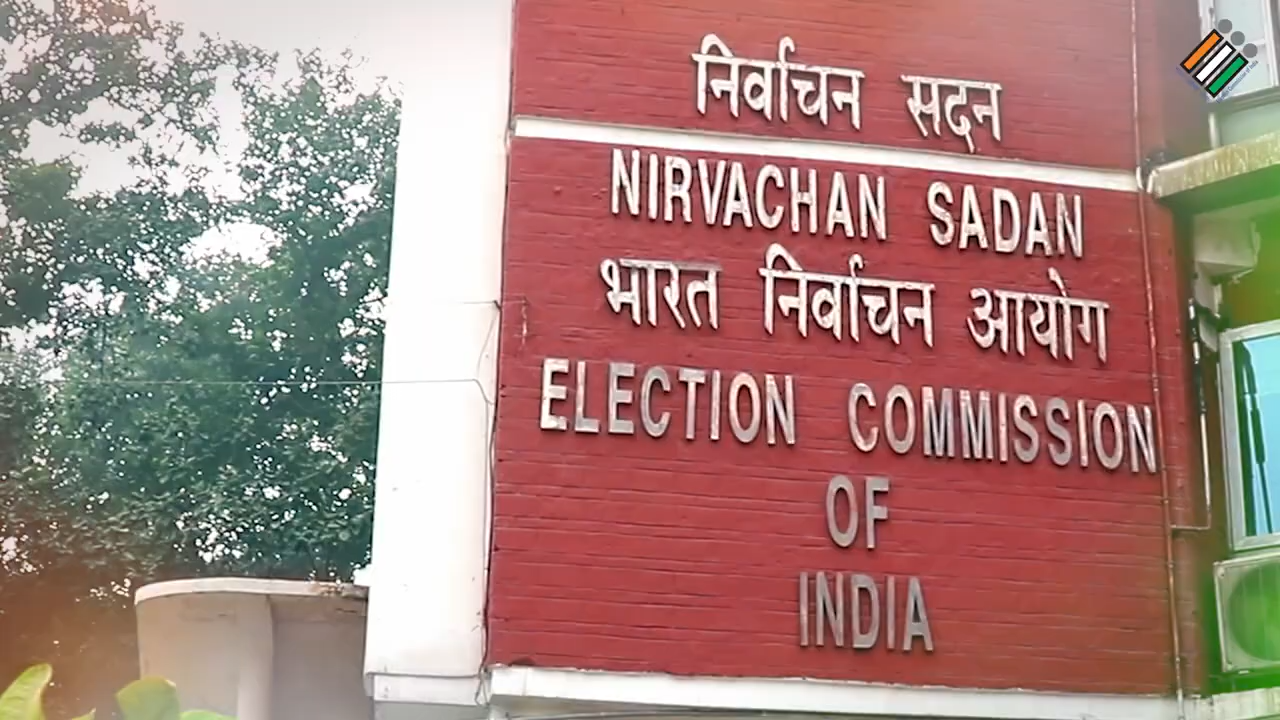 निर्वाचन सदन
NIRVACHAN SADAN
भारत निर्वाचन आयोग
ELECTION COMMISSION
OF
INDIA